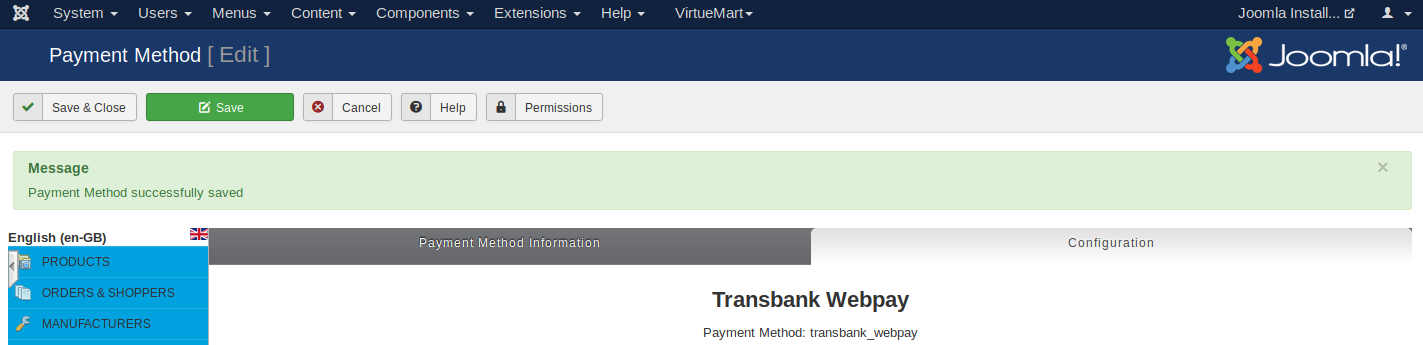 System Users Menus Content Components Extensions Help VirtueMart Joomla Install...
Payment Method [ Edit ] Joomla!®
Save & Close Save Cancel Help Permissions
Message ×
Payment Method successfully saved
English (en-GB) Payment Method Information Configuration
PRODUCTS
ORDERS & SHOPPERS
MANUFACTURERS
Transbank Webpay
Payment Method: transbank_webpay